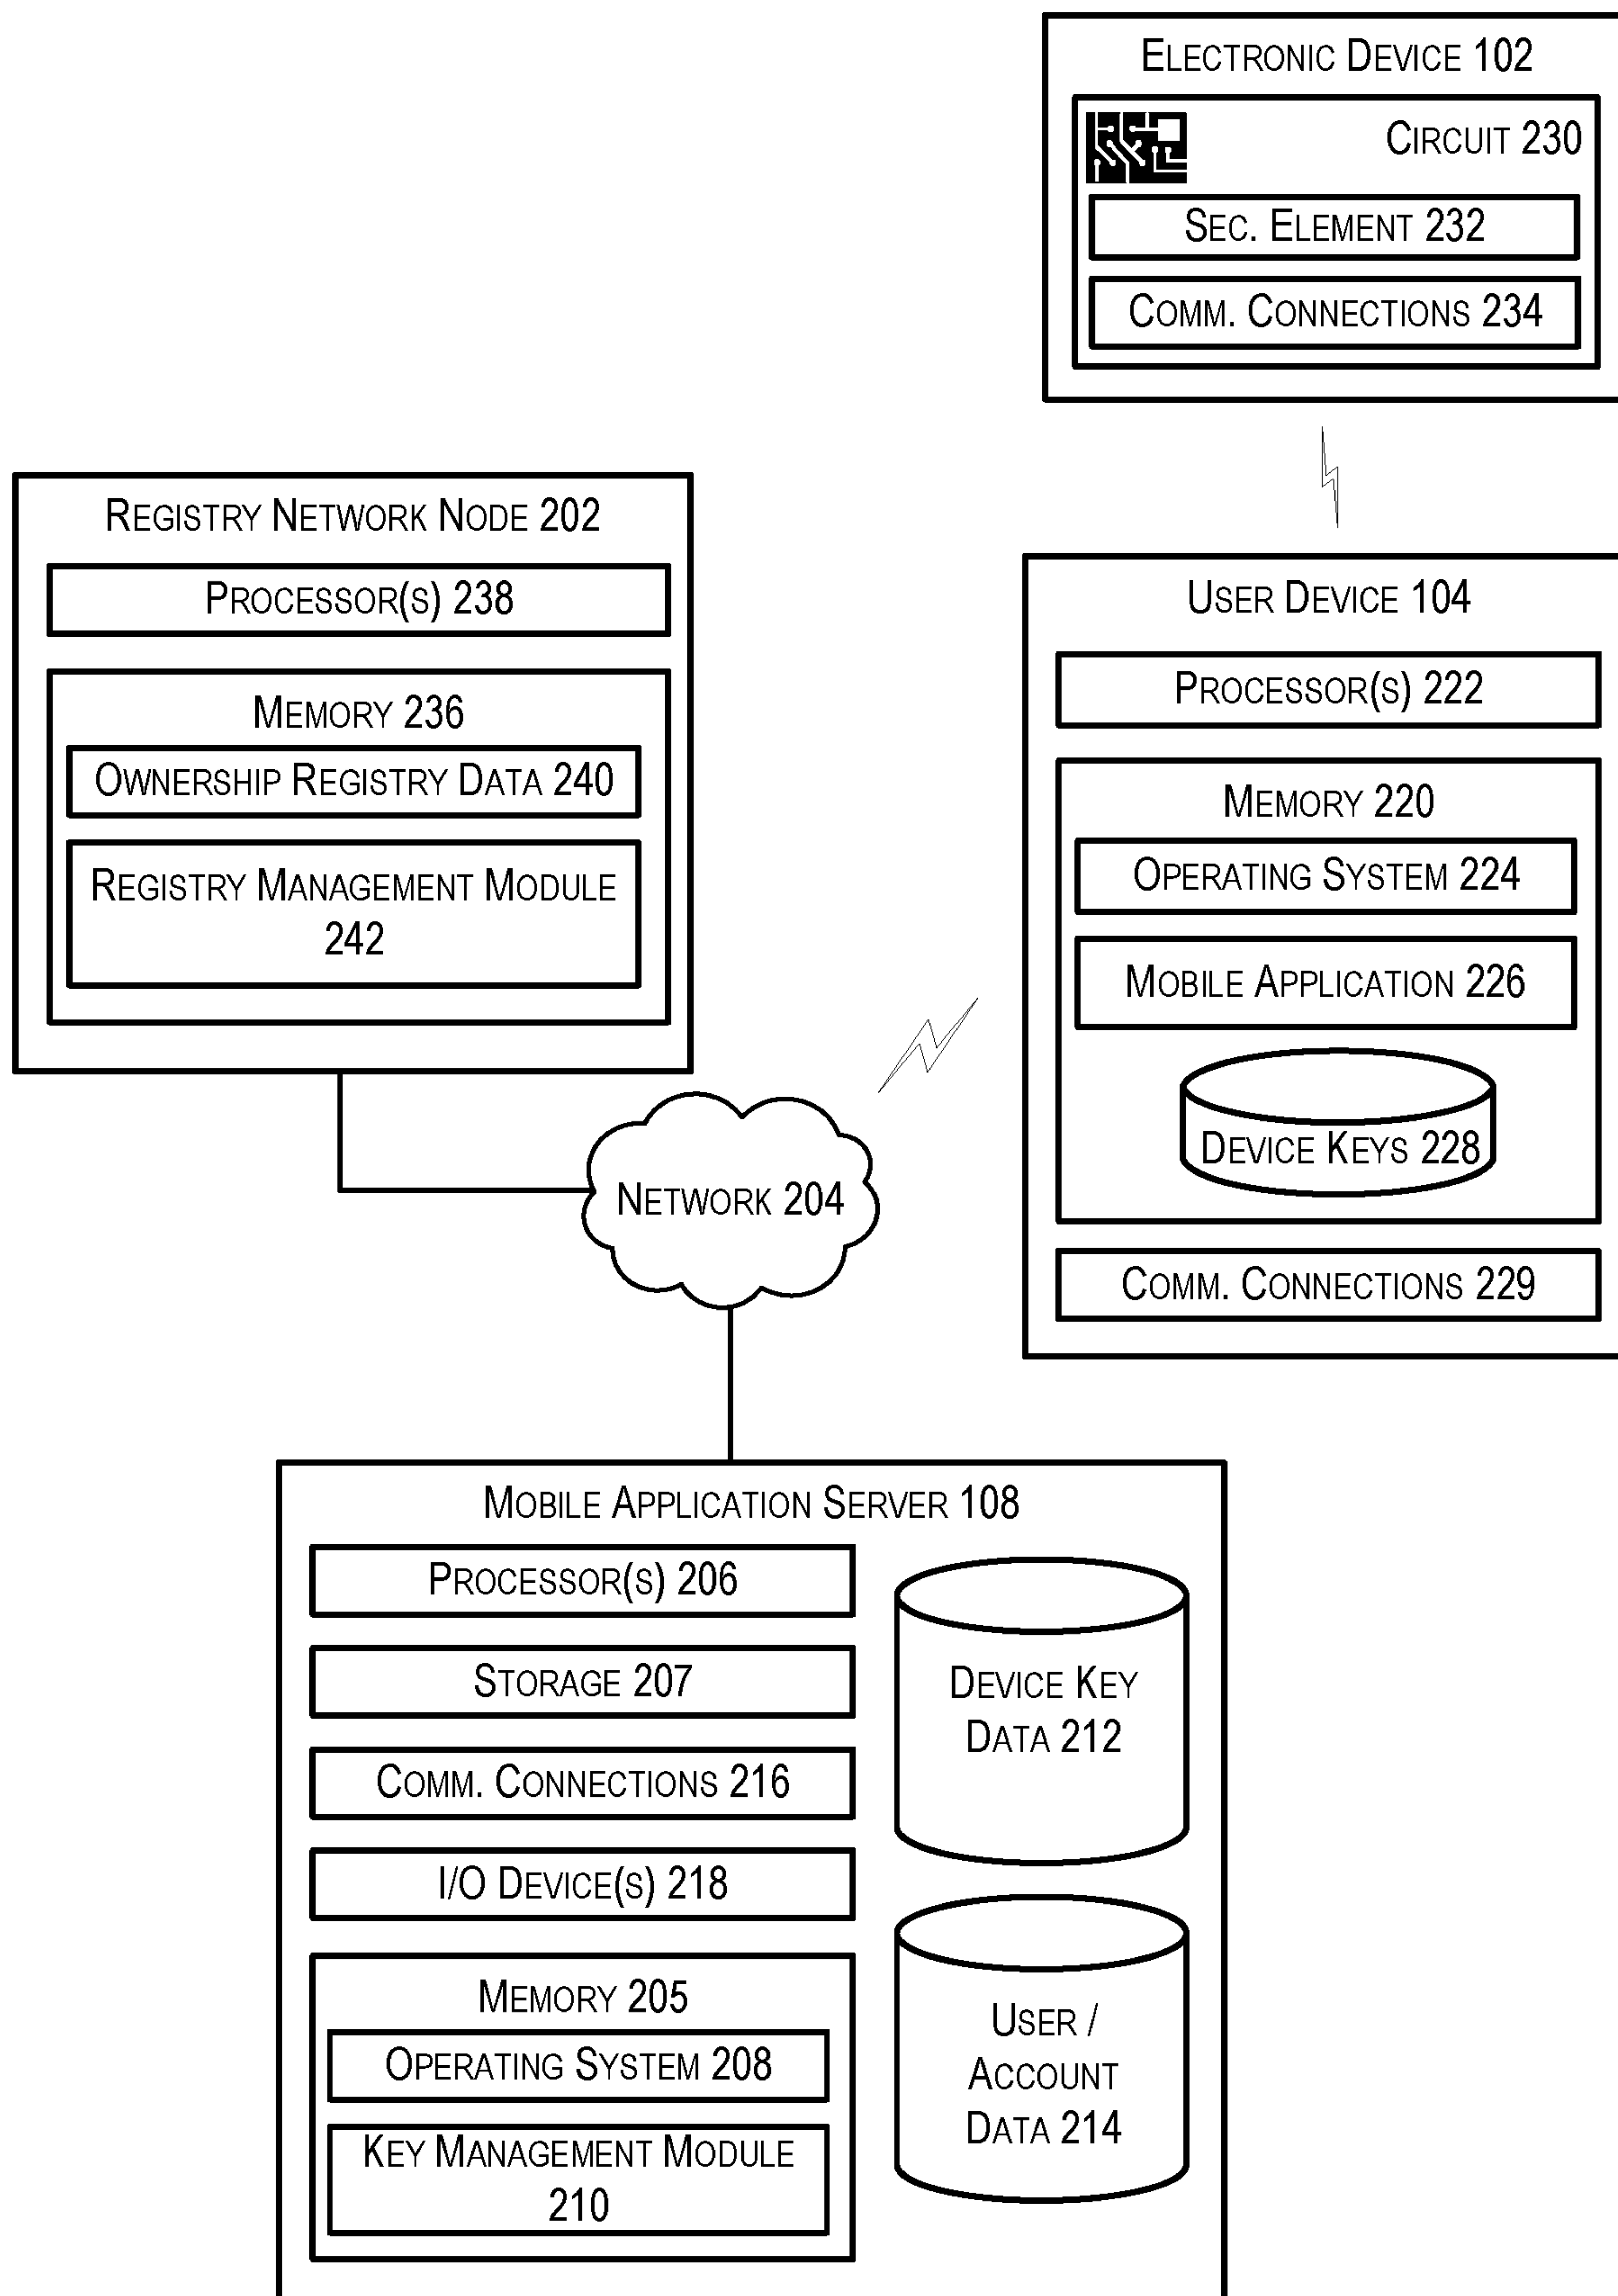 ELECTRONIC DEVICE 102
CIRCUIT 230
SEC. ELEMENT 232
COMM. CONNECTIONS 234
REGISTRY NETWORK NODE 202
PROCESSOR(S) 238
MEMORY 236
OWNERSHIP REGISTRY DATA 240
REGISTRY MANAGEMENT MODULE
242
USER DEVICE 104
PROCESSOR(S) 222
MEMORY 220
OPERATING SYSTEM 224
MOBILE APPLICATION 226
DEVICE KEYS 228
COMM. CONNECTIONS 229
NETWORK 204
MOBILE APPLICATION SERVER 108
PROCESSOR(S) 206
STORAGE 207
COMM. CONNECTIONS 216
I/O DEVICE(S) 218
MEMORY 205
OPERATING SYSTEM 208
KEY MANAGEMENT MODULE
210
DEVICE KEY
DATA 212
USER /
ACCOUNT
DATA 214